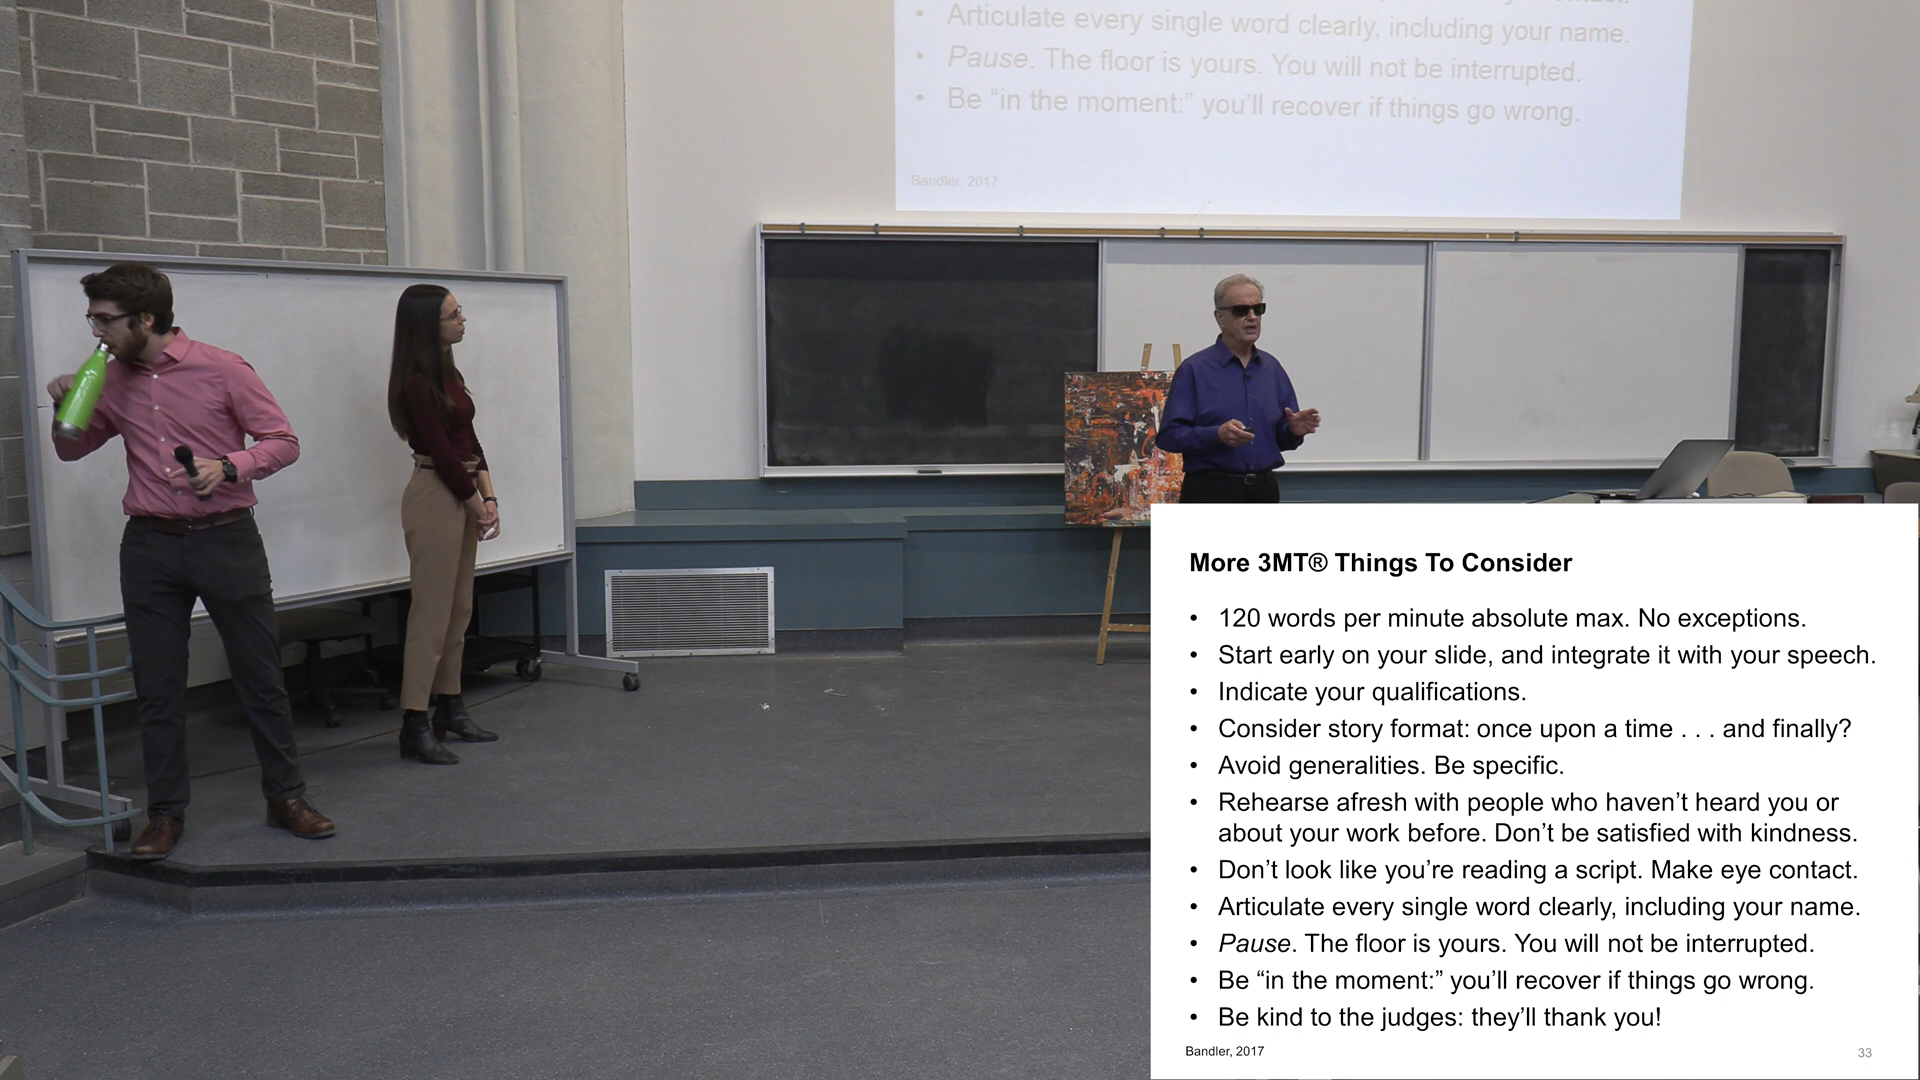 Articulate every single word clearly, including your name.
Pause. The floor is yours. You will not be interrupted.
Be “in the moment:” you’ll recover if things go wrong.
Bandler, 2017
More 3MT® Things To Consider
• 120 words per minute absolute max. No exceptions.
• Start early on your slide, and integrate it with your speech.
• Indicate your qualifications.
• Consider story format: once upon a time . . . and finally?
• Avoid generalities. Be specific.
• Rehearse afresh with people who haven’t heard you or
about your work before. Don’t be satisfied with kindness.
• Don’t look like you’re reading a script. Make eye contact.
• Articulate every single word clearly, including your name.
• Pause. The floor is yours. You will not be interrupted.
• Be “in the moment:” you’ll recover if things go wrong.
• Be kind to the judges: they’ll thank you!
Bandler, 2017
33